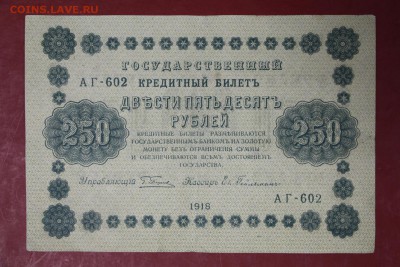 COINS.LAVE.RU
ГОСУДАРСТВЕННЫЙ
АГ-602 КРЕДИТНЫЙ БИЛЕТЪ
ДВѢСТИ ПЯТЬДЕСЯТЪ
РУБЛЕЙ
250 250
КРЕДИТНЫЕ БИЛЕТЫ РАЗМѢНИВАЮТСЯ
ГОСУДАРСТВЕННЫМЪ БАНКОМЪ НА ЗОЛОТУЮ
МОНЕТУ БЕЗЪ ОГРАНИЧЕНІЯ СУММЫ
И ОБЕЗПЕЧИВАЮТСЯ ВСѢМЪ ДОСТОЯНІЕМЪ
ГОСУДАРСТВА.
Управляющій Кассиръ
АГ-602
1918